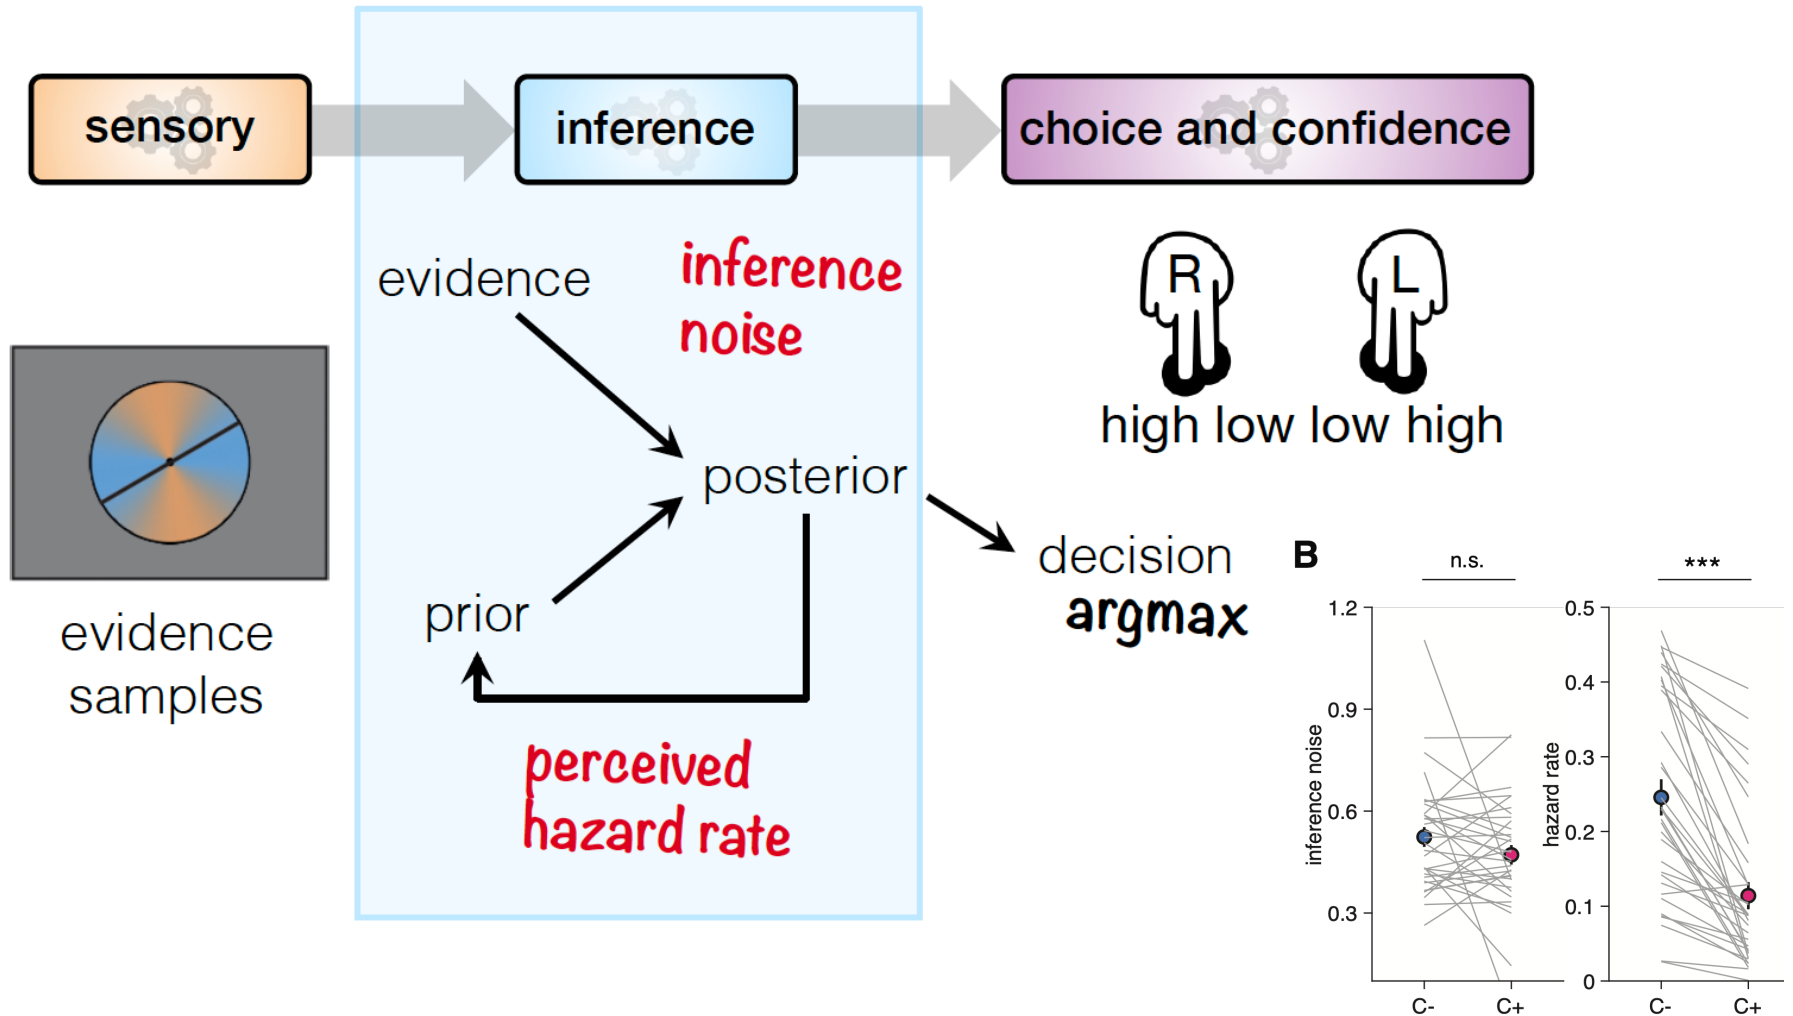 sensory
inference
choice and confidence
evidence
inference
noise
R
L
high low low high
posterior
prior
decision
argmax
evidence
samples
perceived
hazard rate
B
n.s.
***
1.2
0.9
0.6
0.3
inference noise
C-
C+
0.5
0.4
0.3
0.2
0.1
0
hazard rate
C-
C+